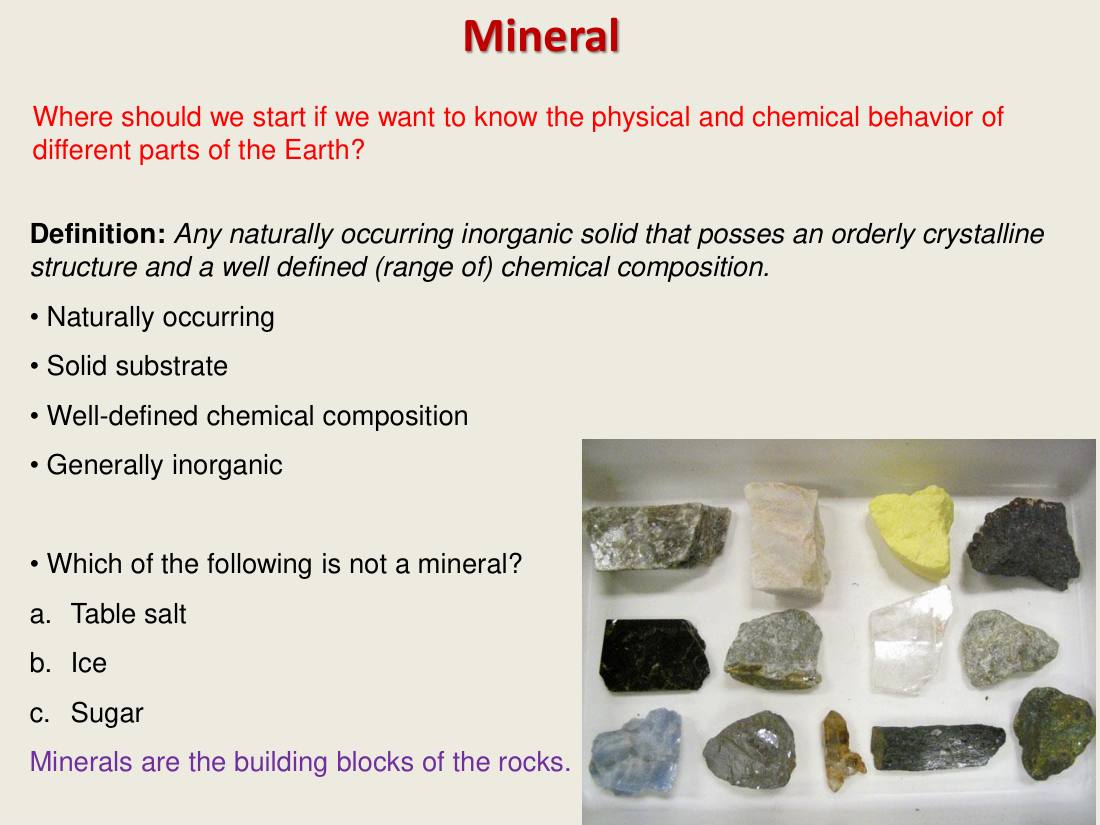 Mineral
Where should we start if we want to know the physical and chemical behavior of
different parts of the Earth?
Definition: Any naturally occurring inorganic solid that posses an orderly crystalline
structure and a well defined (range of) chemical composition.
• Naturally occurring
• Solid substrate
• Well-defined chemical composition
• Generally inorganic
• Which of the following is not a mineral?
a. Table salt
b. Ice
c. Sugar
Minerals are the building blocks of the rocks.